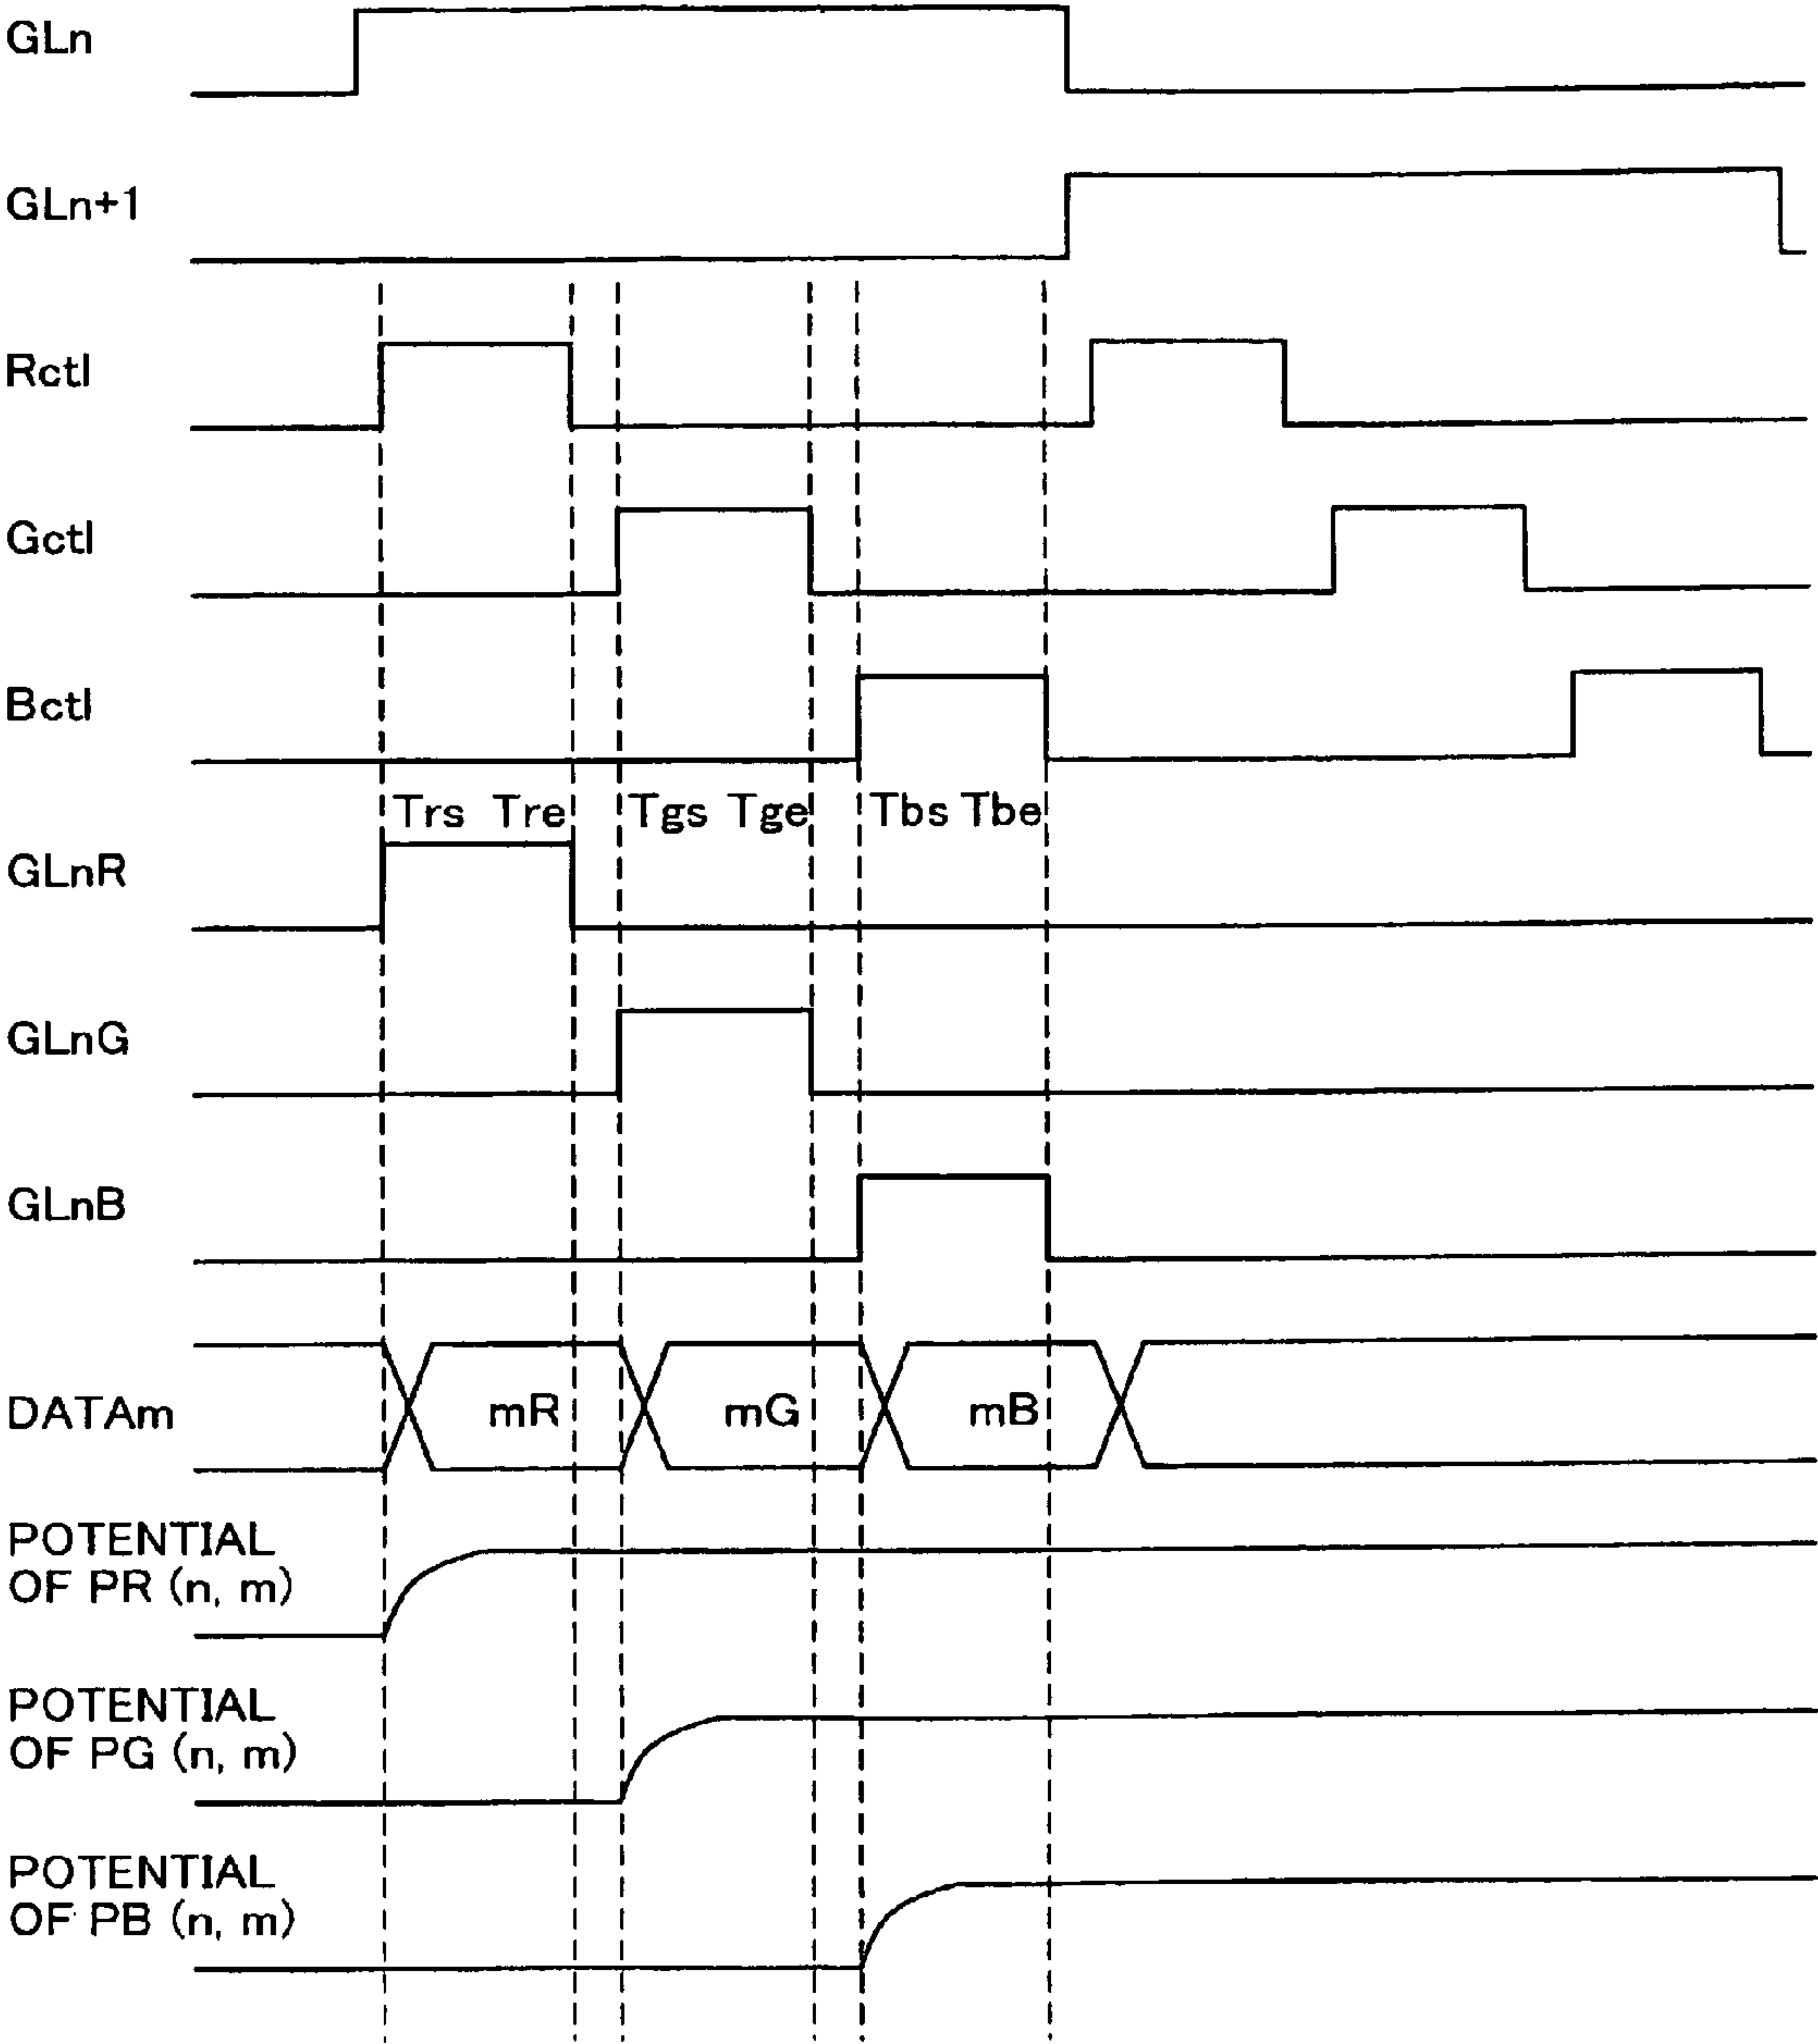 GLn
GLn+1
Rctl
Gctl
Bctl
Trs Tre Tgs Tge Tbs Tbe
GLnR
GLnG
GLnB
DATAm mR mG mB
POTENTIAL
OF PR (n, m)
POTENTIAL
OF PG (n, m)
POTENTIAL
OF PB (n, m)